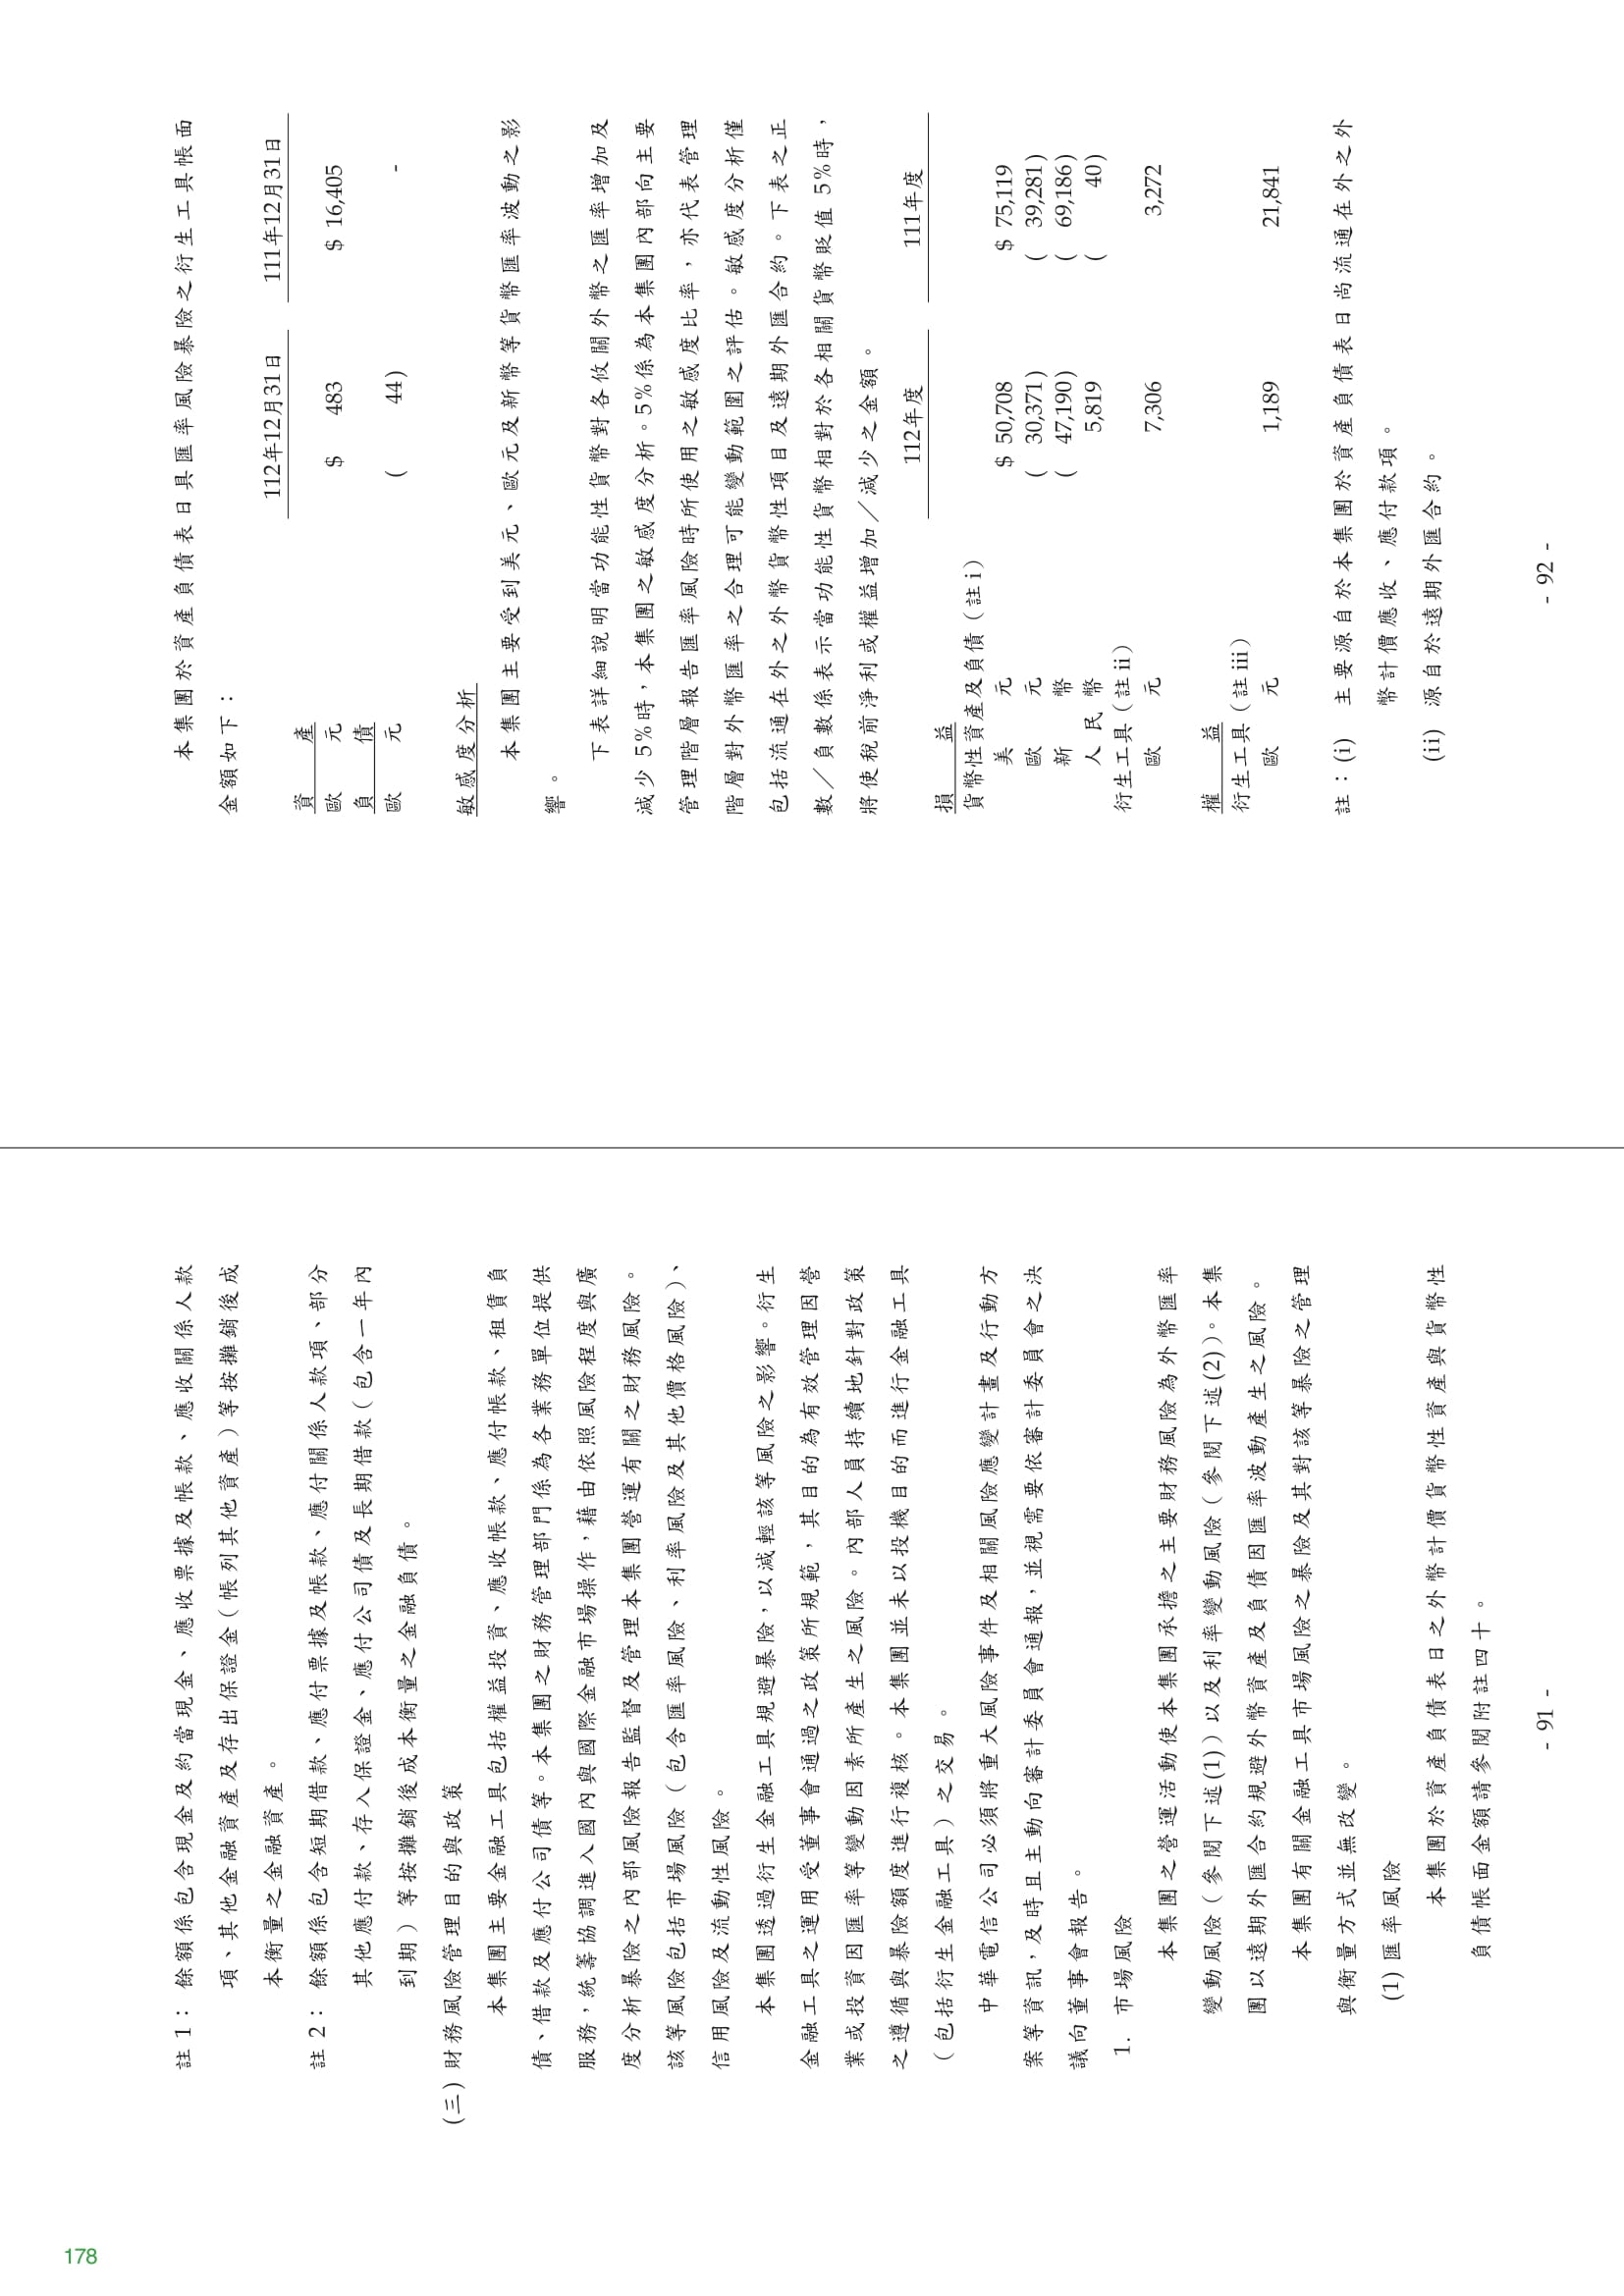 註 1： 餘額係包含現金及約當現金、應收票據及帳款、應收關係人款
項、其他金融資產及存出保證金（帳列其他資產）等按攤銷後成
本衡量之金融資產。
註 2： 餘額係包含短期借款、應付票據及帳款、應付關係人款項、部分
其他應付款、存入保證金、應付公司債及長期借款（包含一年內
到期）等按攤銷後成本衡量之金融負債。
(三) 財務風險管理目的與政策
本集團主要金融工具包括權益投資、應收帳款、應付帳款、租賃負
債、借款及應付公司債等。本集團之財務管理部門係為各業務單位提供
服務，統籌協調進入國內與國際金融市場操作，藉由依照風險程度與廣
度分析暴險之內部風險報告監督及管理本集團營運有關之財務風險。
該等風險包括市場風險（包含匯率風險、利率風險及其他價格風險）、
信用風險及流動性風險。
本集團透過衍生金融工具規避暴險，以減輕該等風險之影響。衍生
金融工具之運用受董事會通過之政策所規範，其目的為有效管理因營
業或投資因匯率等變動因素所產生之風險。內部人員持續地針對政策
之遵循與暴險額度進行複核。本集團並未以投機目的而進行金融工具
（包括衍生金融工具）之交易。
中華電信公司必須將重大風險事件及相關風險應變計畫及行動方
案等資訊，及時且主動向審計委員會通報，並視需要依審計委員會之決
議向董事會報告。
1. 市場風險
本集團之營運活動使本集團承擔之主要財務風險為外幣匯率
變動風險（參閱下述(1)）以及利率變動風險（參閱下述(2)）。本集
團以遠期外匯合約規避外幣資產及負債因匯率波動產生之風險。
本集團有關金融工具市場風險之暴險及其對該等暴險之管理
與衡量方式並無改變。
(1) 匯率風險
本集團於資產負債表日之外幣計價貨幣性資產與貨幣性
負債帳面金額請參閱附註四十。
- 91 -
本集團於資產負債表日具匯率風險暴險之衍生工具帳面
金額如下：
112年12月31日 111年12月31日
資 產
歐 元 $ 483 $ 16,405
負 債
歐 元 ( 44) -
敏感度分析
本集團主要受到美元、歐元及新幣等貨幣匯率波動之影
響。
下表詳細說明當功能性貨幣對各攸關外幣之匯率增加及
減少 5%時，本集團之敏感度分析。5%係為本集團內部向主要
管理階層報告匯率風險時所使用之敏感度比率，亦代表管理
階層對外幣匯率之合理可能變動範圍之評估。敏感度分析僅
包括流通在外之外幣貨幣性項目及遠期外匯合約。下表之正
數／負數係表示當功能性貨幣相對於各相關貨幣貶值 5%時，
將使稅前淨利或權益增加／減少之金額。
112年度 111年度
損 益
貨幣性資產及負債（註 i）
美 元 $ 50,708 $ 75,119
歐 元 ( 30,371) ( 39,281)
新 幣 ( 47,190) ( 69,186)
人 民 幣 5,819 ( 40)
衍生工具（註 ii）
歐 元 7,306 3,272
權 益
衍生工具（註 iii）
歐 元 1,189 21,841
註：(i) 主要源自於本集團於資產負債表日尚流通在外之外
幣計價應收、應付款項。
(ii) 源自於遠期外匯合約。
- 92 -
178